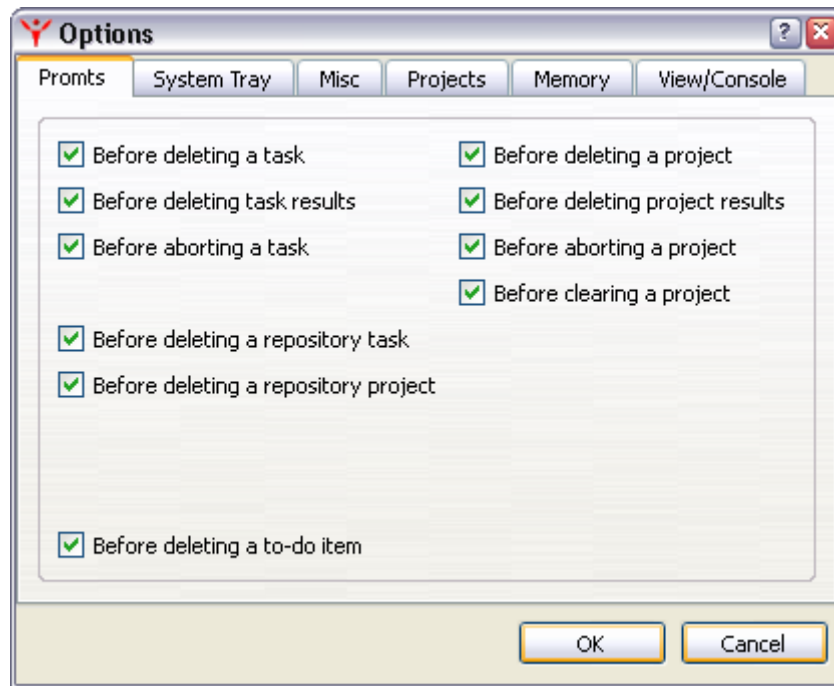 Options
Promts System Tray Misc Projects Memory View/Console
Before deleting a task Before deleting a project
Before deleting task results Before deleting project results
Before aborting a task Before aborting a project
Before clearing a project
Before deleting a repository task
Before deleting a repository project
Before deleting a to-do item
OK Cancel